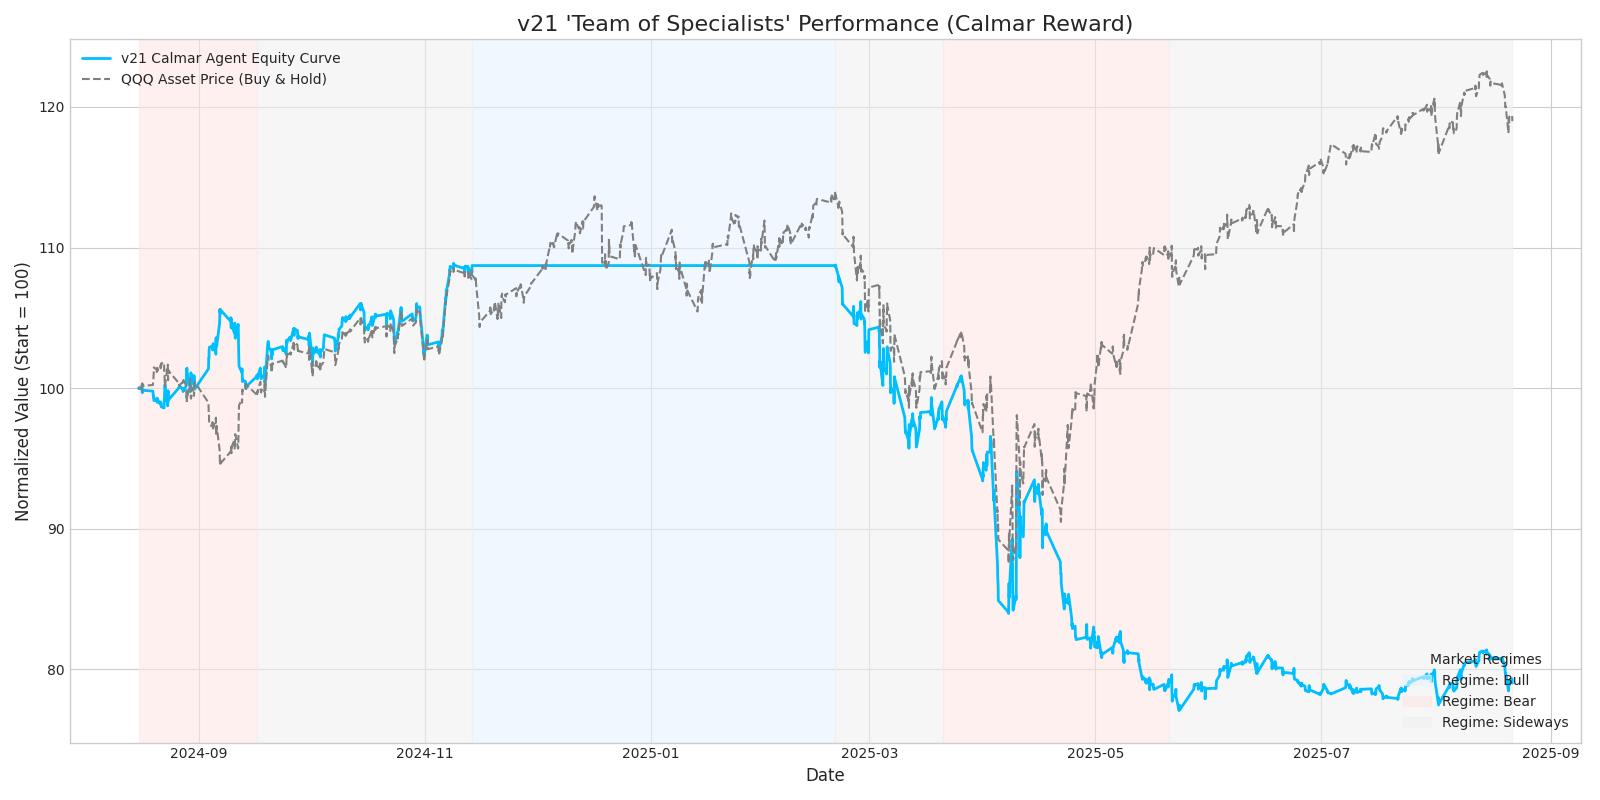 v21 'Team of Specialists' Performance (Calmar Reward)
v21 Calmar Agent Equity Curve
QQQ Asset Price (Buy & Hold)
Normalized Value (Start = 100)
120
110
100
90
80
Market Regimes
Regime: Bull
Regime: Bear
Regime: Sideways
2024-09
2024-11
2025-01
2025-03
2025-05
2025-07
2025-09
Date